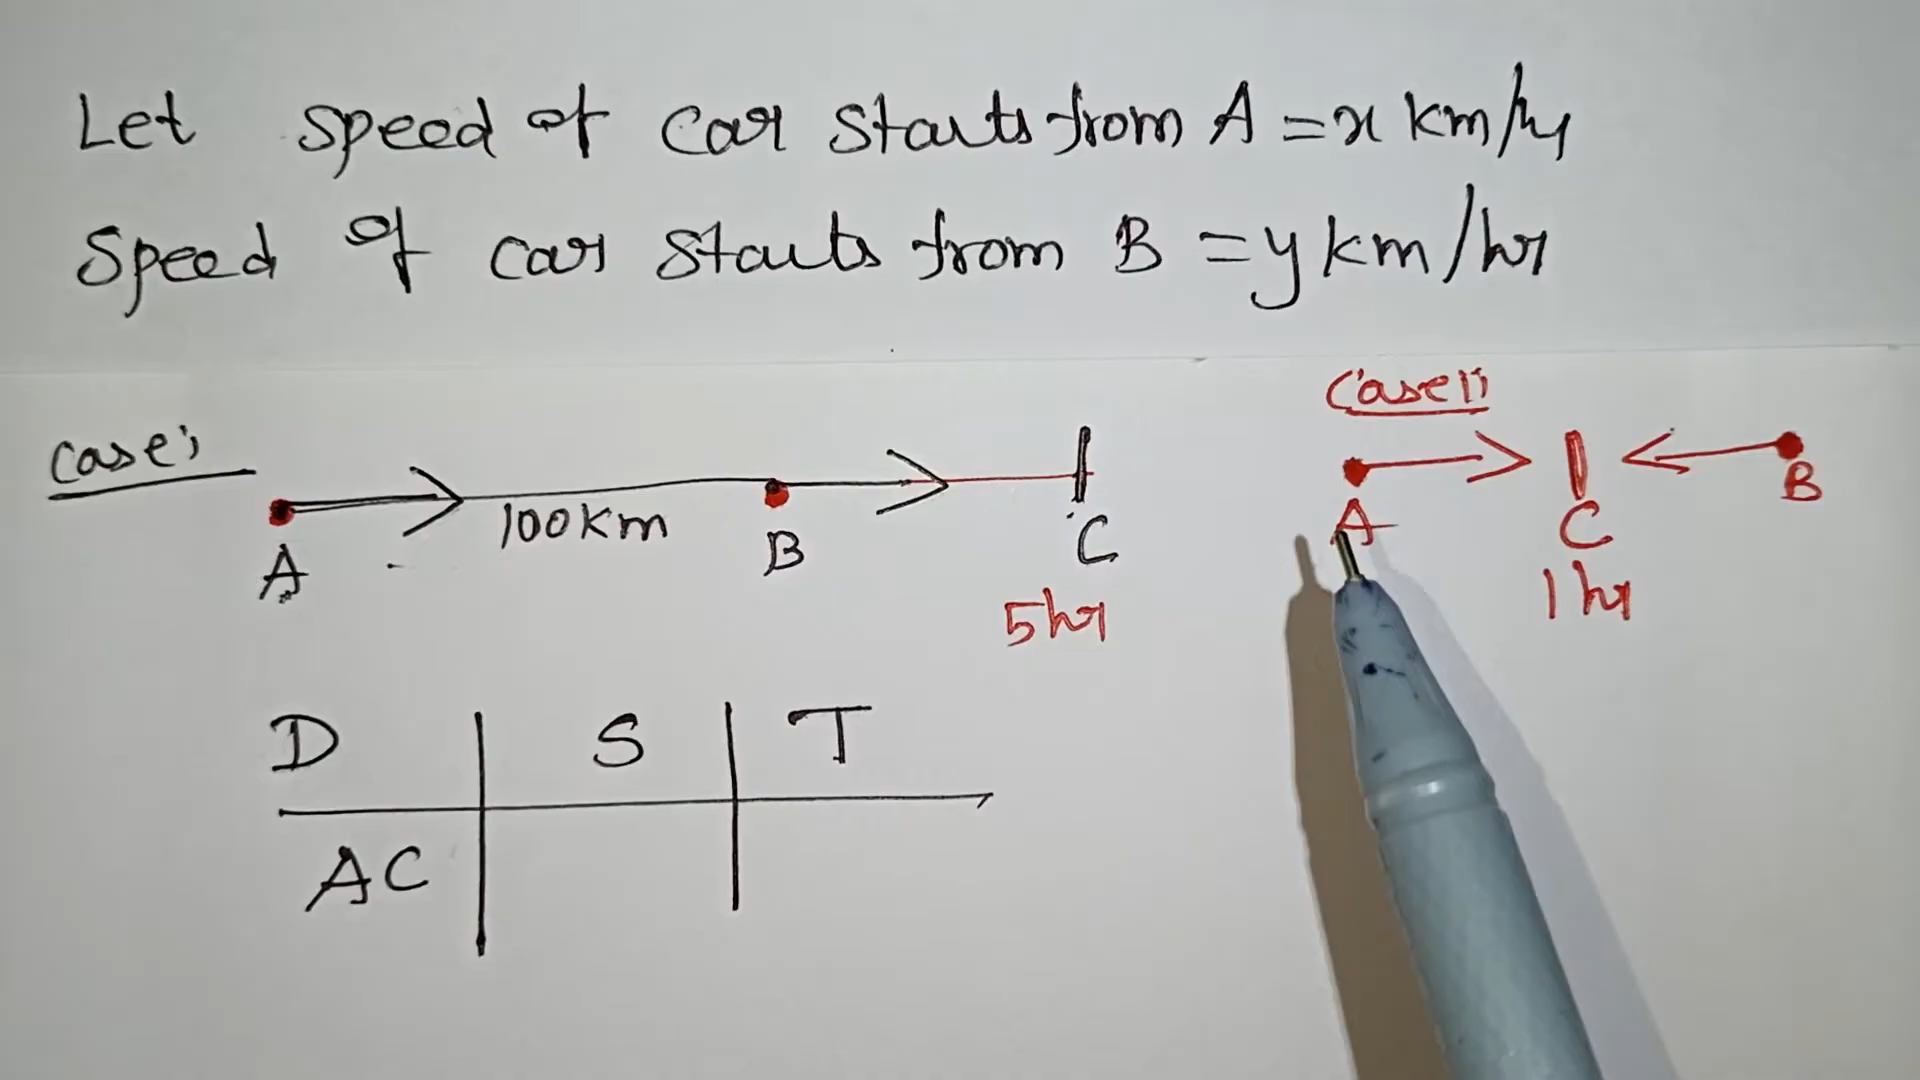 Let speed of car starts from A = x km/hr
Speed of car starts from B = y km/hr
Case i
A 100 km B C
5 hr
Case ii
A C B
1 hr
D S T
AC